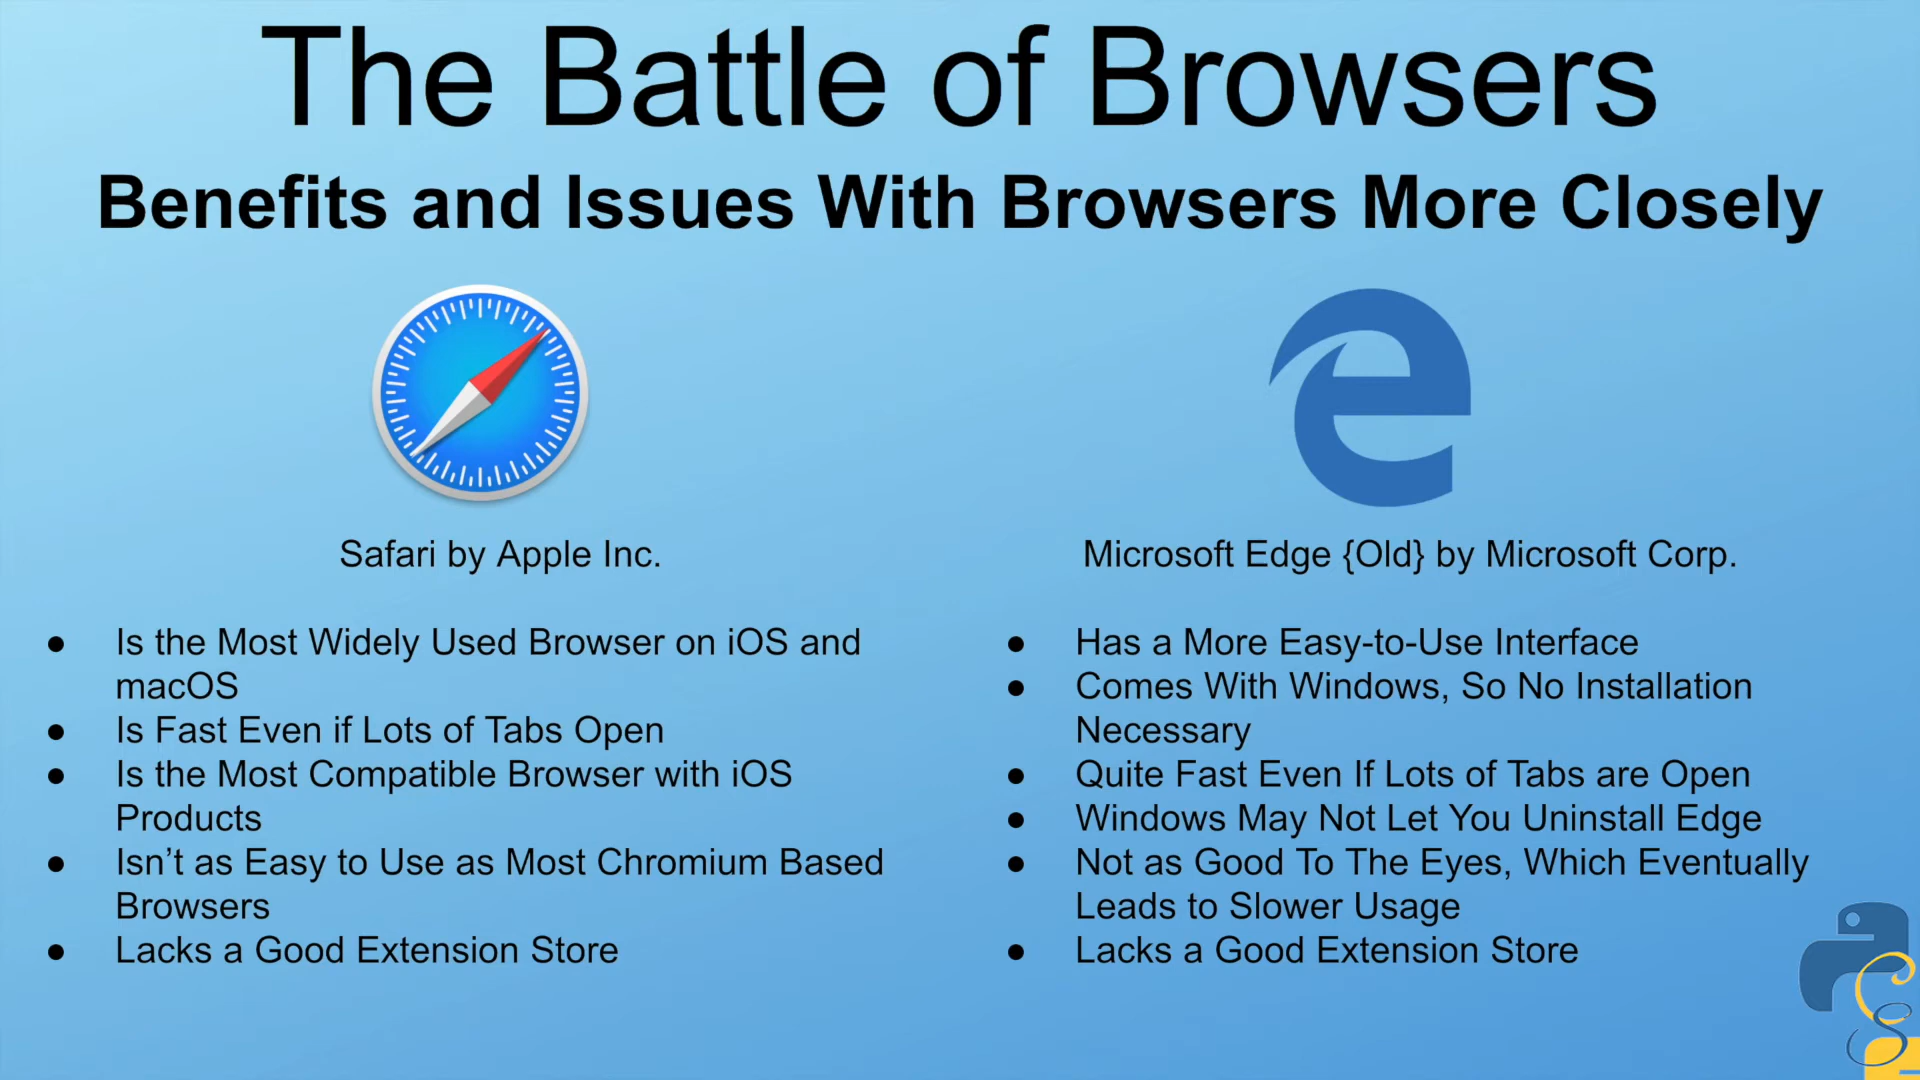 The Battle of Browsers
Benefits and Issues With Browsers More Closely
Safari by Apple Inc.
● Is the Most Widely Used Browser on iOS and
macOS
● Is Fast Even if Lots of Tabs Open
● Is the Most Compatible Browser with iOS
Products
● Isn’t as Easy to Use as Most Chromium Based
Browsers
● Lacks a Good Extension Store
Microsoft Edge {Old} by Microsoft Corp.
● Has a More Easy-to-Use Interface
● Comes With Windows, So No Installation
Necessary
● Quite Fast Even If Lots of Tabs are Open
● Windows May Not Let You Uninstall Edge
● Not as Good To The Eyes, Which Eventually
Leads to Slower Usage
● Lacks a Good Extension Store
CS